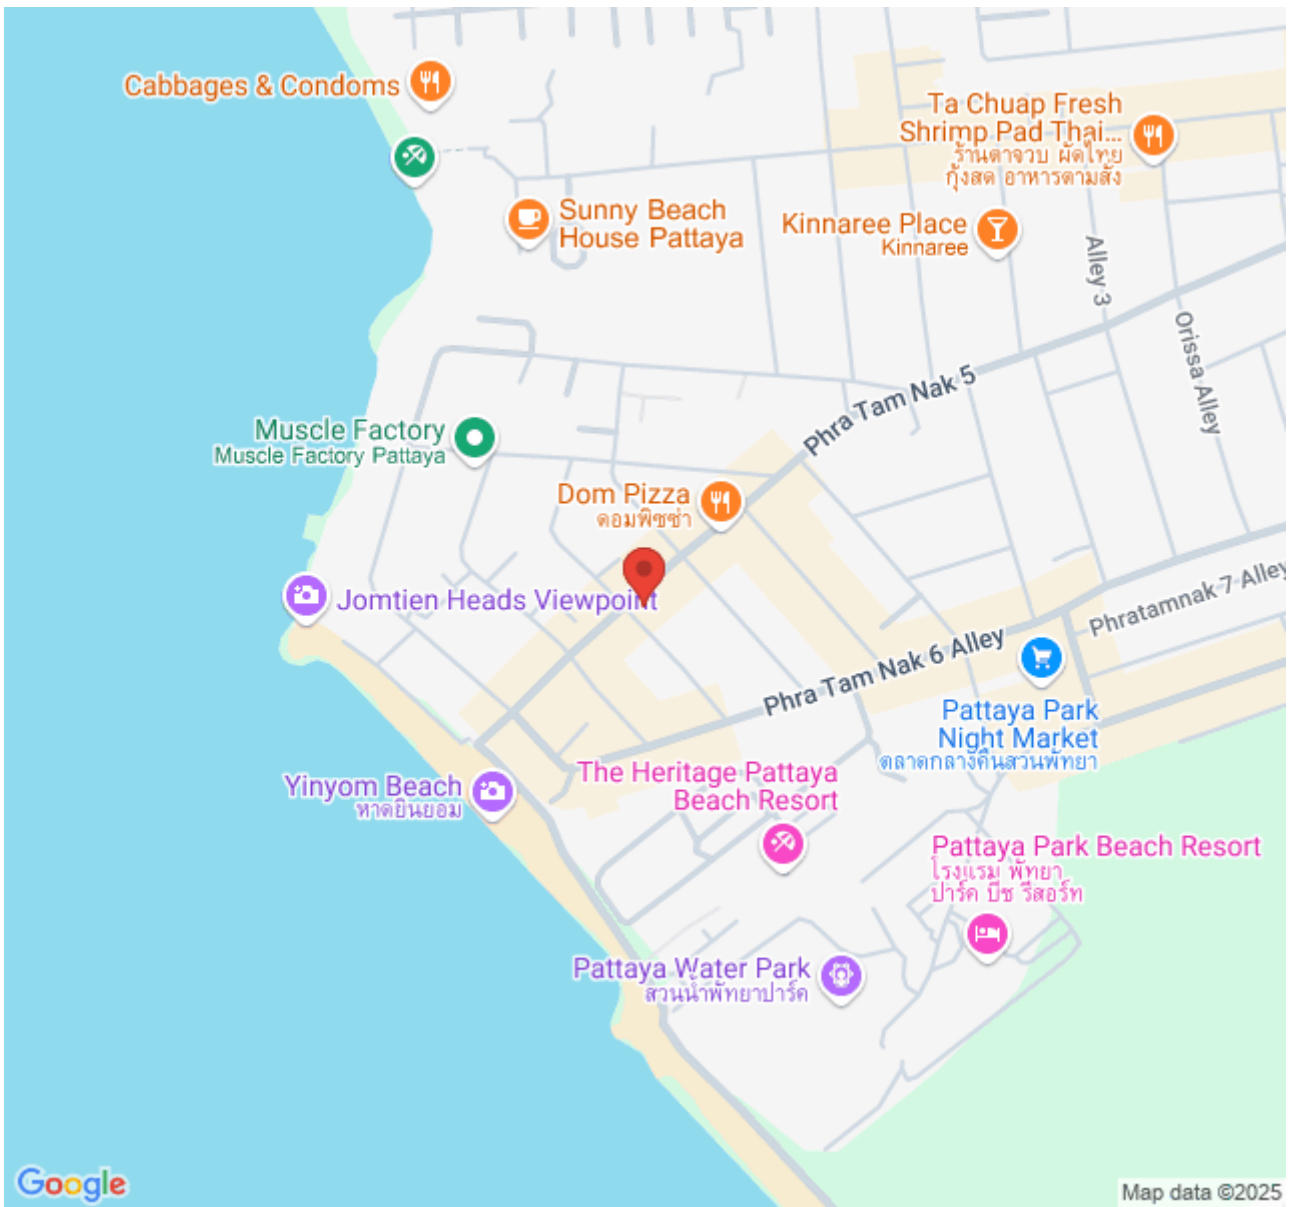 Cabbages & Condoms
Ta Chuap Fresh
Shrimp Pad Thai...
ร้านตาจวบ ผัดไทย
กุ้งสด อาหารตามสั่ง
Sunny Beach
House Pattaya
Kinnaree Place
Kinnaree
Alley 3
Orissa Alley
Phra Tam Nak 5
Muscle Factory
Muscle Factory Pattaya
Dom Pizza
ดอมพิซซ่า
Jomtien Heads Viewpoint
Phratamnak 7 Alley
Phra Tam Nak 6 Alley
Pattaya Park
Night Market
ตลาดกลางคืนสวนพัทยา
Yinyom Beach
หาดยินยอม
The Heritage Pattaya
Beach Resort
Pattaya Park Beach Resort
โรงแรม พัทยา
ปาร์ค บีช รีสอร์ท
Pattaya Water Park
สวนน้ำพัทยาปาร์ค
Google
Map data ©2025